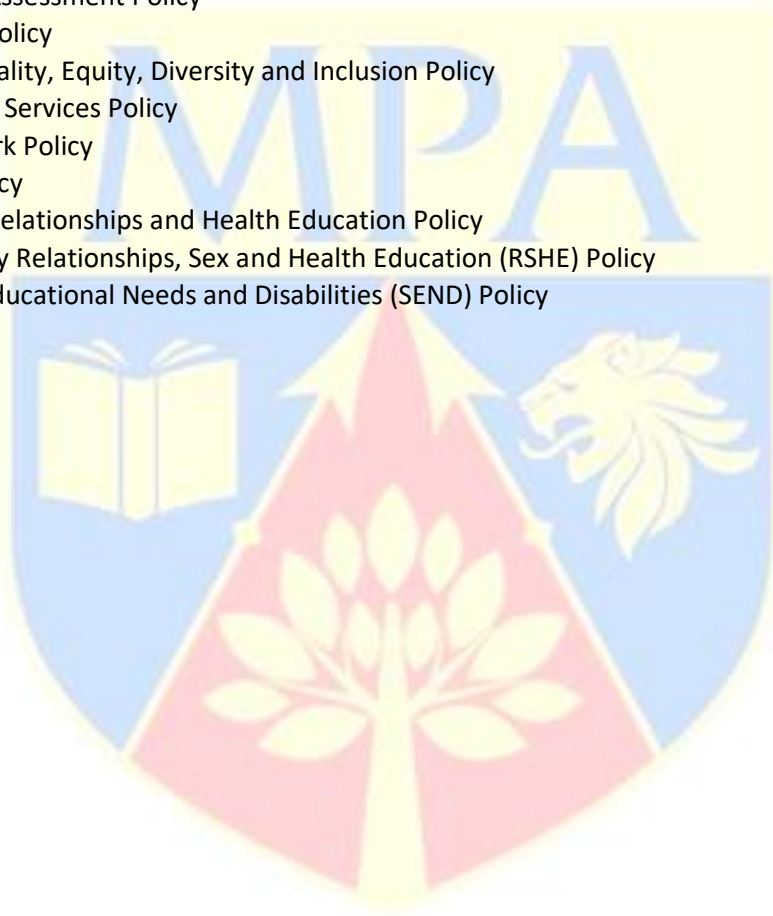 Assessment Policy
olicy
ality, Equity, Diversity and Inclusion Policy
Services Policy
rk Policy
cy
elationships and Health Education Policy
y Relationships, Sex and Health Education (RSHE) Policy
ducational Needs and Disabilities (SEND) Policy
MPA